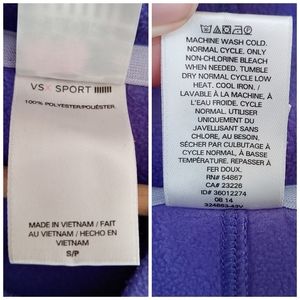 VSX SPORT
100% POLYESTER/POLYÉSTER
MADE IN VIETNAM / FAIT
AU VIETNAM / HECHO EN
VIETNAM
S/P
MACHINE WASH COLD.
NORMAL CYCLE, ONLY
NON-CHLORINE BLEACH
WHEN NEEDED. TUMBLE
DRY NORMAL CYCLE LOW
HEAT. COOL IRON. /
LAVABLE À LA MACHINE, À
L'EAU FROIDE. CYCLE
NORMAL. UTILISER
UNIQUEMENT DU
JAVELLISANT SANS
CHLORE, AU BESOIN.
SÉCHER PAR CULBUTAGE À
CYCLE NORMAL, À BASSE
TEMPÉRATURE. REPASSER À
FER DOUX.
RN# 54867
CA# 23226
ID# 36012274
08 14